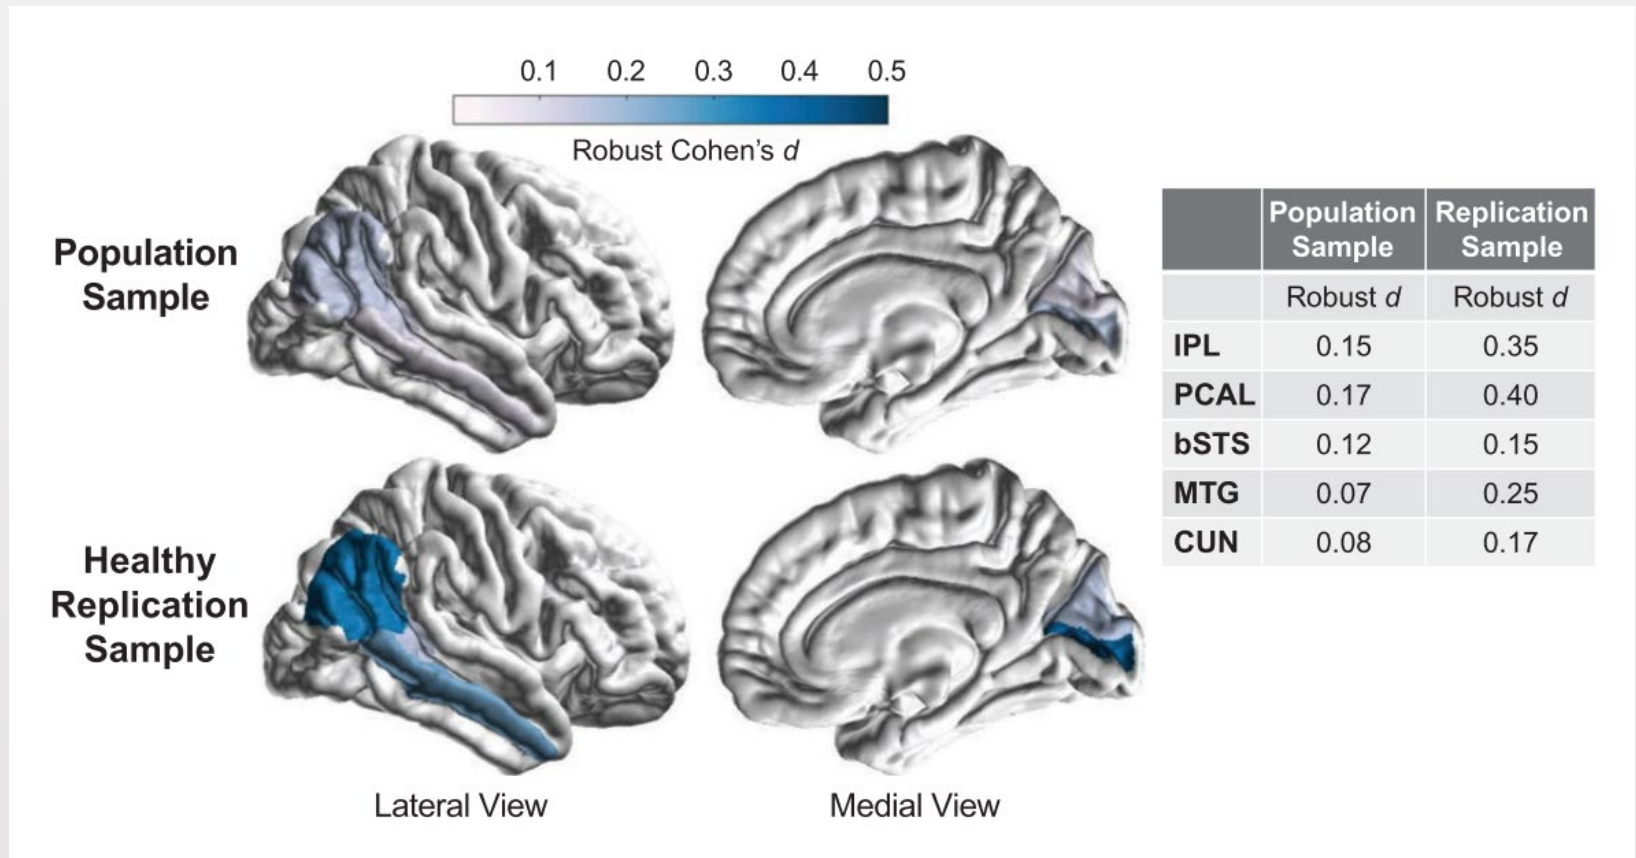 0.1 0.2 0.3 0.4 0.5
Robust Cohen's d
Population
Sample
Healthy
Replication
Sample
Lateral View Medial View
Population Replication
Sample Sample
Robust d Robust d
IPL 0.15 0.35
PCAL 0.17 0.40
bSTS 0.12 0.15
MTG 0.07 0.25
CUN 0.08 0.17